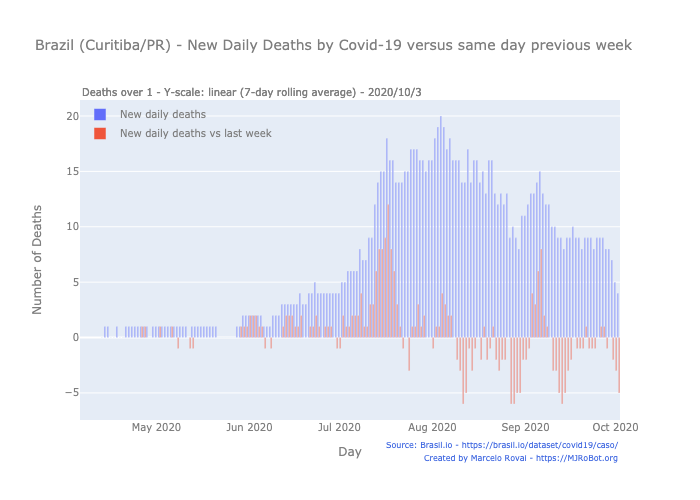 Brazil (Curitiba/PR) - New Daily Deaths by Covid-19 versus same day previous week
Deaths over 1 - Y-scale: linear (7-day rolling average) - 2020/10/3
New daily deaths
New daily deaths vs last week
20
15
10
5
0
−5
Number of Deaths
May 2020
Jun 2020
Jul 2020
Aug 2020
Sep 2020
Oct 2020
Day
Source: Brasil.io - https://brasil.io/dataset/covid19/caso/
Created by Marcelo Rovai - https://MJRoBot.org